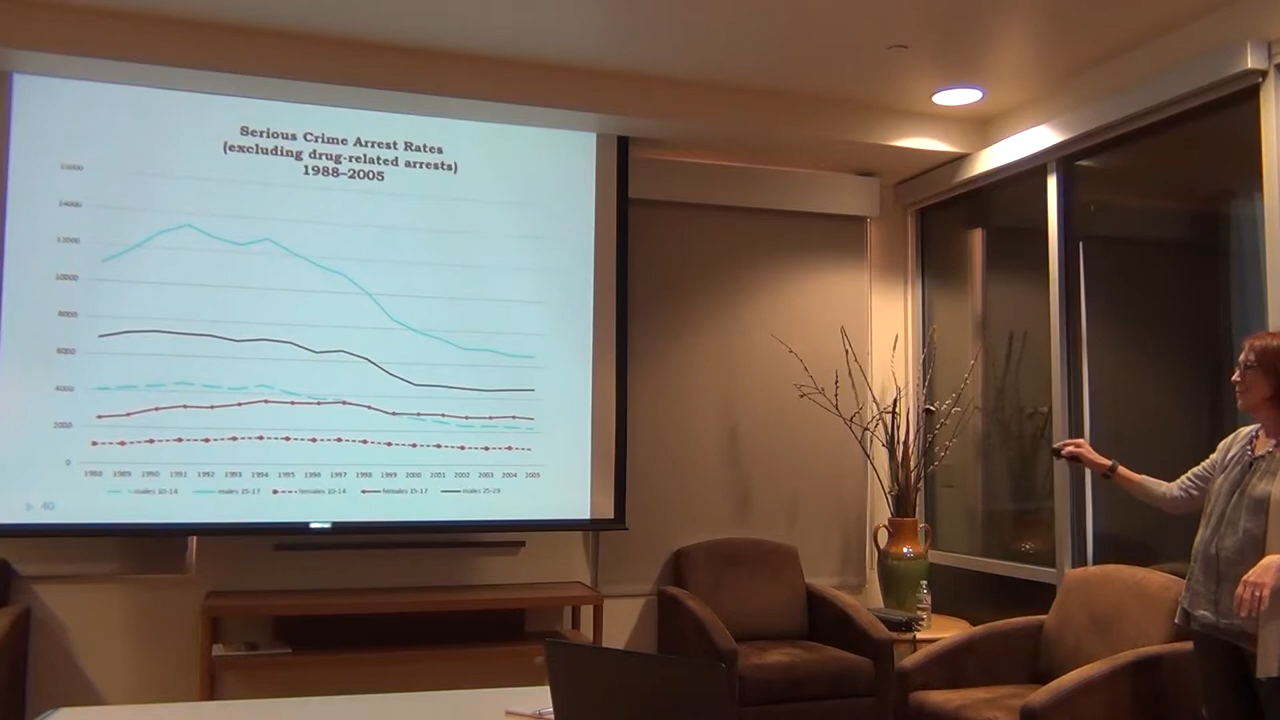 Serious Crime Arrest Rates
(excluding drug-related arrests)
1988–2005
16000
14000
12000
10000
8000
6000
4000
2000
0
1988 1989 1990 1991 1992 1993 1994 1995 1996 1997 1998 1999 2000 2001 2002 2003 2004 2005
males 10-14 males 15-17 females 10-14 females 15-17 males 25-29
40